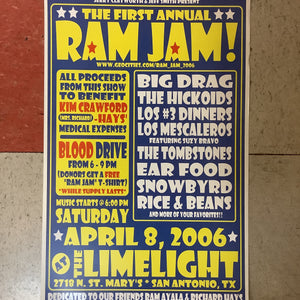 JERRY CLAYWORTH & JEFF SMITH PRESENT
THE FIRST ANNUAL
RAM JAM!
WWW.GEOCITIES.COM/RAM_JAM_2006
ALL PROCEEDS
FROM THIS SHOW
TO BENEFIT
KIM CRAWFORD
(MRS. RICHARD) -HAYS'
MEDICAL EXPENSES
BLOOD DRIVE
FROM 6 - 9 PM
(DONORS GET A FREE
"RAM JAM" T-SHIRT)
*WHILE SUPPLY LASTS*
MUSIC STARTS @ 6:00 PM
SATURDAY
BIG DRAG
THE HICKOIDS
LOS #3 DINNERS
LOS MESCALEROS
FEATURING SUZY BRAVO
THE TOMBSTONES
EAR FOOD
SNOWBYRD
RICE & BEANS
AND MORE OF YOUR FAVORITES!!
APRIL 8, 2006
@ THE LIMELIGHT
2718 N. ST. MARY'S * SAN ANTONIO, TX
DEDICATED TO OUR FRIENDS RAM AYALA & RICHARD HAYS